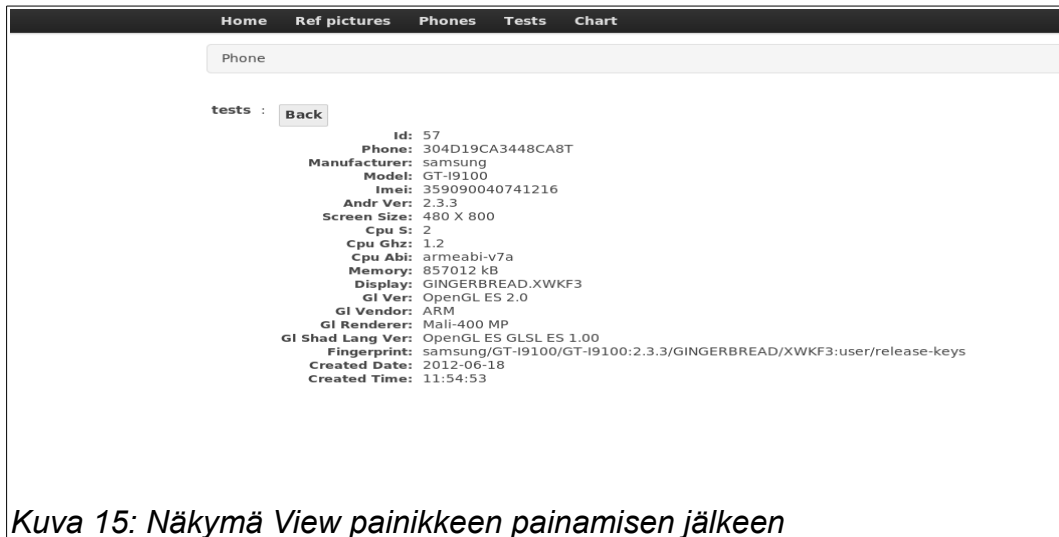 Home Ref pictures Phones Tests Chart
Phone
tests : Back
Id: 57
Phone: 304D19CA3448CA8T
Manufacturer: samsung
Model: GT-I9100
Imei: 359090040741216
Andr Ver: 2.3.3
Screen Size: 480 X 800
Cpu S: 2
Cpu Ghz: 1.2
Cpu Abi: armeabi-v7a
Memory: 857012 kB
Display: GINGERBREAD.XWKF3
Gl Ver: OpenGL ES 2.0
Gl Vendor: ARM
Gl Renderer: Mali-400 MP
Gl Shad Lang Ver: OpenGL ES GLSL ES 1.00
Fingerprint: samsung/GT-I9100/GT-I9100:2.3.3/GINGERBREAD/XWKF3:user/release-keys
Created Date: 2012-06-18
Created Time: 11:54:53
Kuva 15: Näkymä View painikkeen painamisen jälkeen